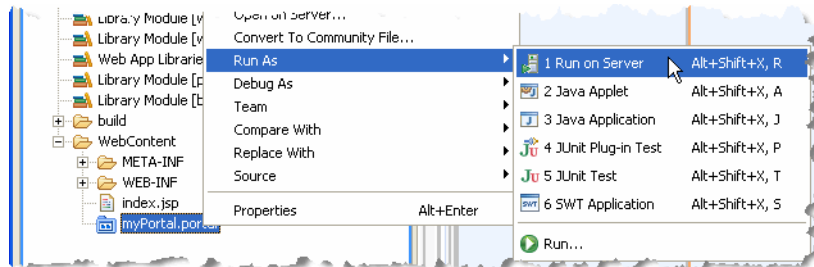 Library Module [w
Library Module [w
Web App Librarie
Library Module [p
Library Module [b
build
WebContent
META-INF
WEB-INF
index.jsp
myPortal.portal
Open on Server...
Convert To Community File...
Run As
Debug As
Team
Compare With
Replace With
Source
Properties Alt+Enter
1 Run on Server Alt+Shift+X, R
2 Java Applet Alt+Shift+X, A
3 Java Application Alt+Shift+X, J
4 JUnit Plug-in Test Alt+Shift+X, P
5 JUnit Test Alt+Shift+X, T
6 SWT Application Alt+Shift+X, S
Run...